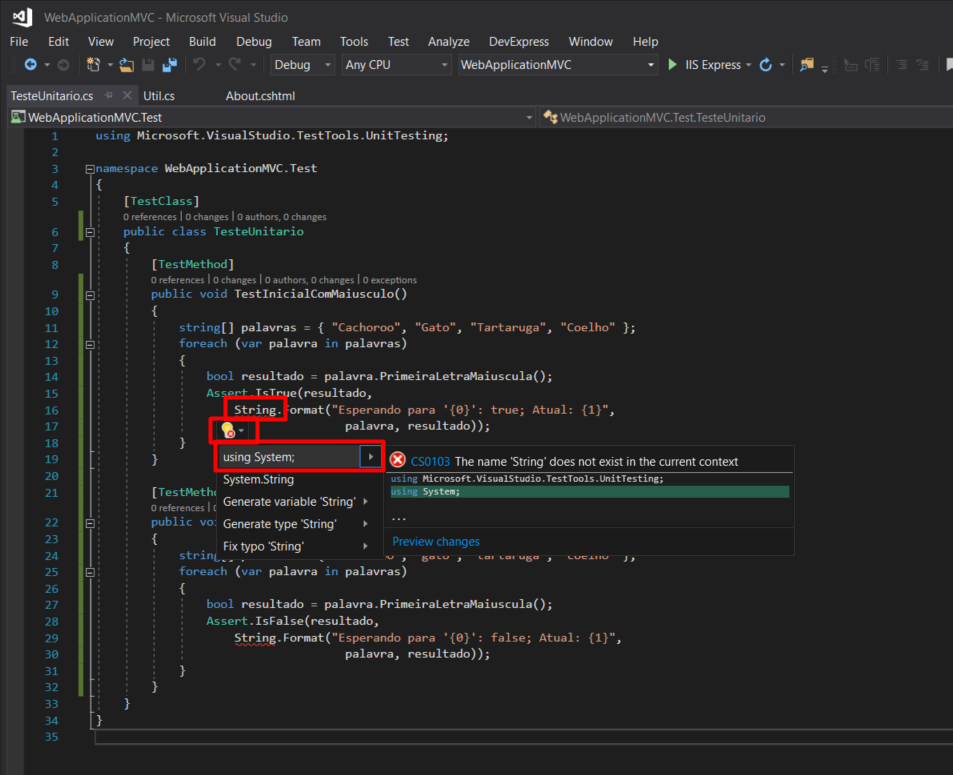 WebApplicationMVC - Microsoft Visual Studio
File Edit View Project Build Debug Team Tools Test Analyze DevExpress Window Help
Debug Any CPU WebApplicationMVC IIS Express
TesteUnitario.cs Util.cs About.cshtml
WebApplicationMVC.Test WebApplicationMVC.Test.TesteUnitario
1 using Microsoft.VisualStudio.TestTools.UnitTesting;
2
3 namespace WebApplicationMVC.Test
4 {
5 [TestClass]
0 references | 0 changes | 0 authors, 0 changes
6 public class TesteUnitario
7 {
8 [TestMethod]
0 references | 0 changes | 0 authors, 0 changes | 0 exceptions
9 public void TestInicialComMaiusculo()
10 {
11 string[] palavras = { "Cachoroo", "Gato", "Tartaruga", "Coelho" };
12 foreach (var palavra in palavras)
13 {
14 bool resultado = palavra.PrimeiraLetraMaiuscula();
15 Assert.IsTrue(resultado,
16 String.Format("Esperando para '{0}': true; Atual: {1}",
17 palavra, resultado));
18 }
19 }
20
21 [TestMetho
0 references
22 public voi
23 {
24 string
25 foreach (var palavra in palavras)
26 {
27 bool resultado = palavra.PrimeiraLetraMaiuscula();
28 Assert.IsFalse(resultado,
29 String.Format("Esperando para '{0}': false; Atual: {1}",
30 palavra, resultado));
31 }
32 }
33 }
34 }
35
using System;
System.String
Generate variable 'String'
Generate type 'String'
Fix typo 'String'
CS0103 The name 'String' does not exist in the current context
using Microsoft.VisualStudio.TestTools.UnitTesting;
using System;
...
Preview changes